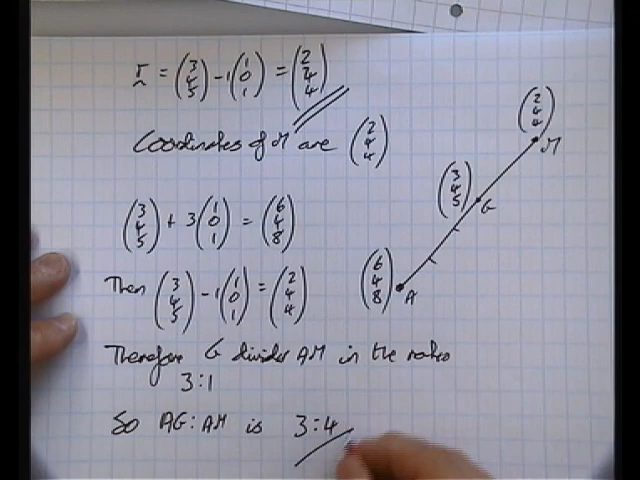 r = (3 4 5) - 1(1 0 1) = (2 4 4)
Coordinates of M are (2 4 4)
(3 4 5) + 3(1 0 1) = (6 4 8)
Then (3 4 5) - 1(1 0 1) = (2 4 4)
Therefore G divides AM in the ratio
3:1
So AG:AM is 3:4
(2 4 4)
M
(3 4 5)
G
(6 4 8)
A